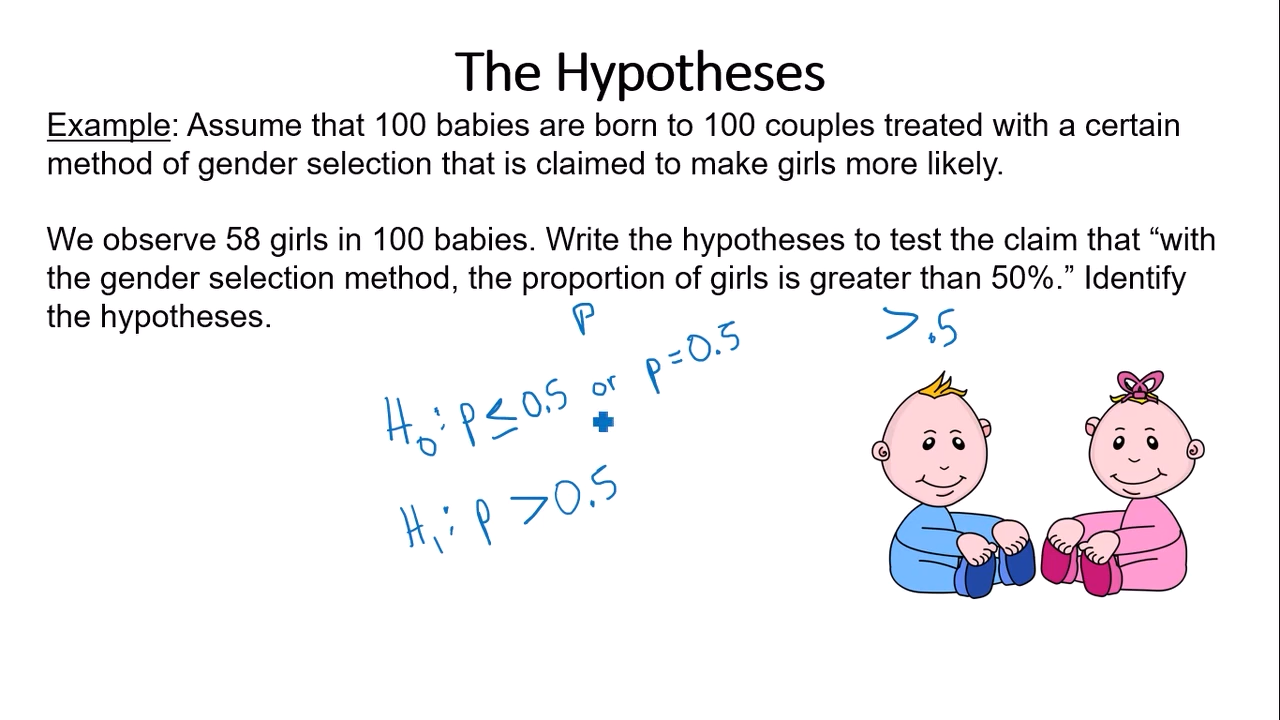 The Hypotheses
Example: Assume that 100 babies are born to 100 couples treated with a certain
method of gender selection that is claimed to make girls more likely.
We observe 58 girls in 100 babies. Write the hypotheses to test the claim that “with
the gender selection method, the proportion of girls is greater than 50%.” Identify
the hypotheses.
P
>.5
H₀: p ≤ 0.5 or p = 0.5
H₁: p > 0.5